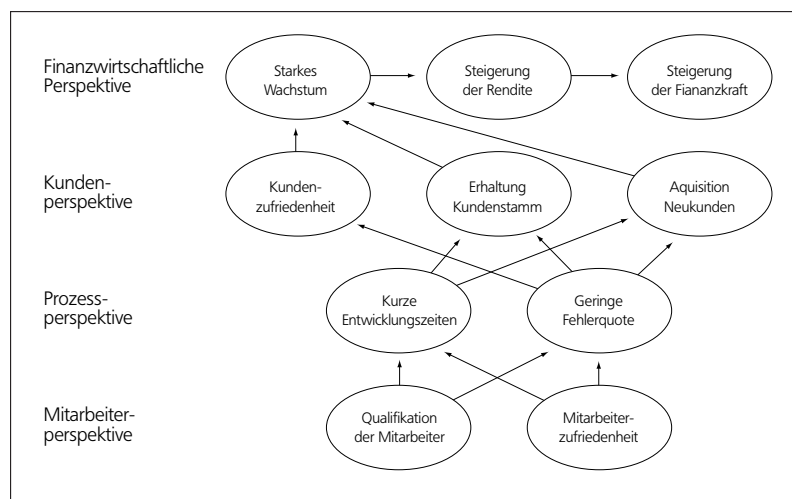 Finanzwirtschaftliche
Perspektive
Starkes
Wachstum
Steigerung
der Rendite
Steigerung
der Fiananzkraft
Kunden-
perspektive
Kunden-
zufriedenheit
Erhaltung
Kundenstamm
Aquisition
Neukunden
Prozess-
perspektive
Kurze
Entwicklungszeiten
Geringe
Fehlerquote
Mitarbeiter-
perspektive
Qualifikation
der Mitarbeiter
Mitarbeiter-
zufriedenheit